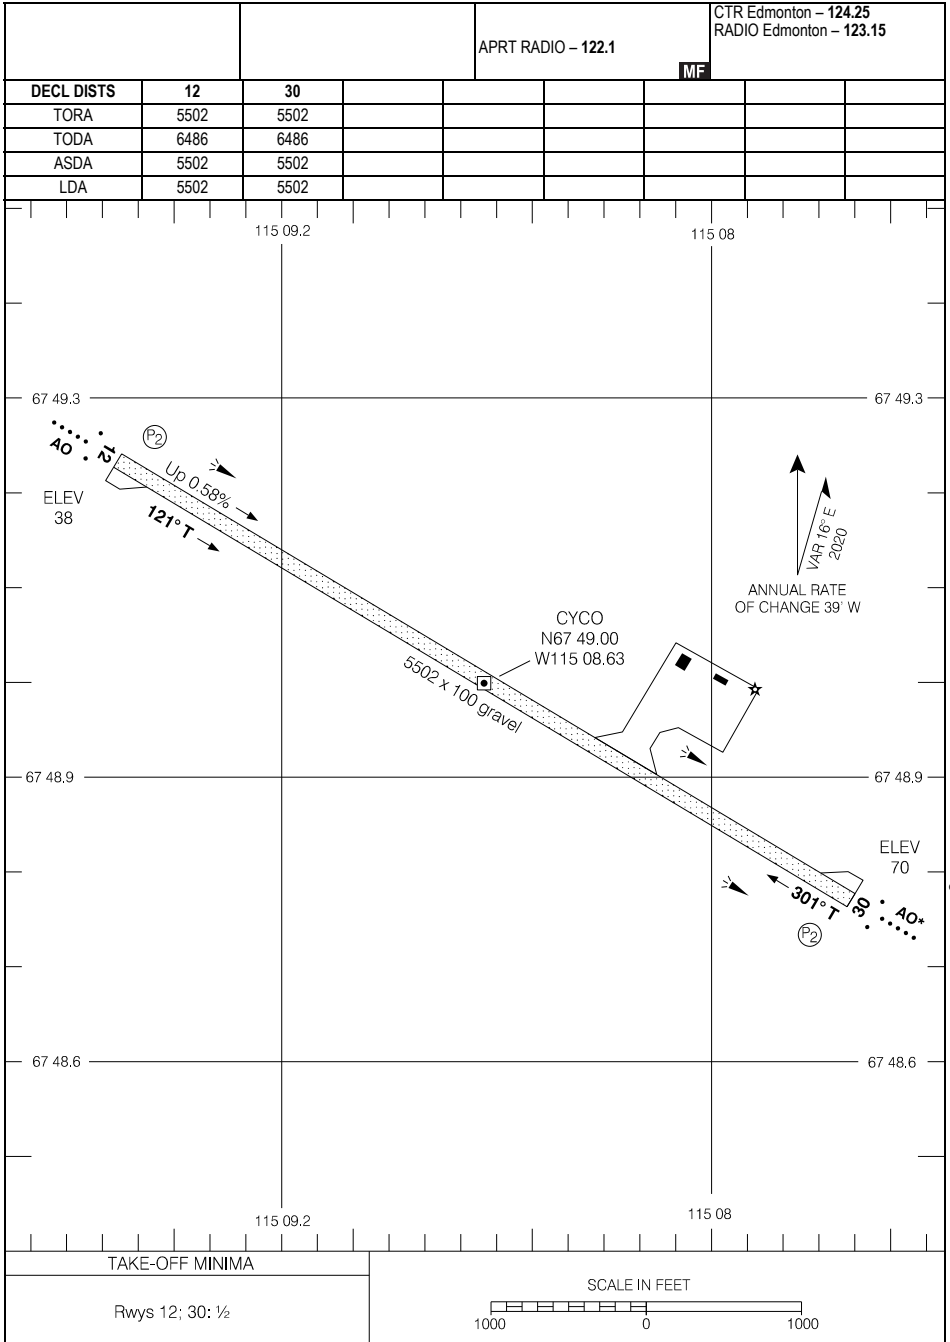 CTR Edmonton – 124.25
RADIO Edmonton – 123.15
APRT RADIO – 122.1
MF
DECL DISTS 12 30
TORA 5502 5502
TODA 6486 6486
ASDA 5502 5502
LDA 5502 5502
115 09.2 115 08
67 49.3 67 49.3
AO
12
P2
Up 0.58%
ELEV
38
121° T
VAR 16° E
2020
ANNUAL RATE
OF CHANGE 39' W
CYCO
N67 49.00
W115 08.63
5502 x 100 gravel
67 48.9 67 48.9
ELEV
70
301° T
30
AO*
P2
67 48.6 67 48.6
115 09.2 115 08
TAKE-OFF MINIMA
Rwys 12; 30: ½
SCALE IN FEET
1000 0 1000